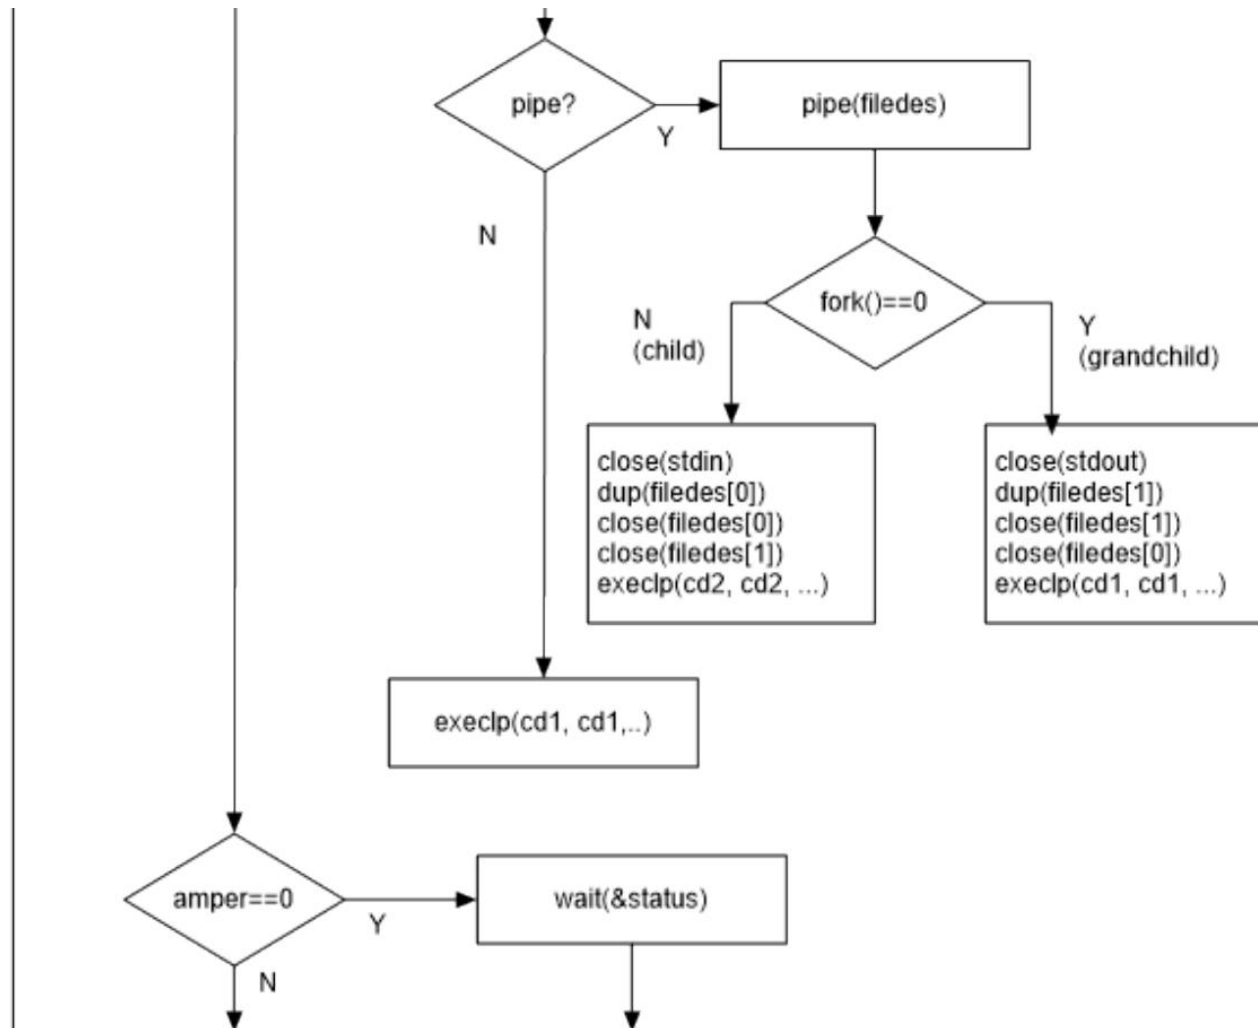 pipe?
Y
pipe(filedes)
N
fork()==0
N
(child)
Y
(grandchild)
close(stdin)
dup(filedes[0])
close(filedes[0])
close(filedes[1])
execlp(cd2, cd2, ...)
close(stdout)
dup(filedes[1])
close(filedes[1])
close(filedes[0])
execlp(cd1, cd1, ...)
execlp(cd1, cd1,..)
amper==0
Y
wait(&status)
N